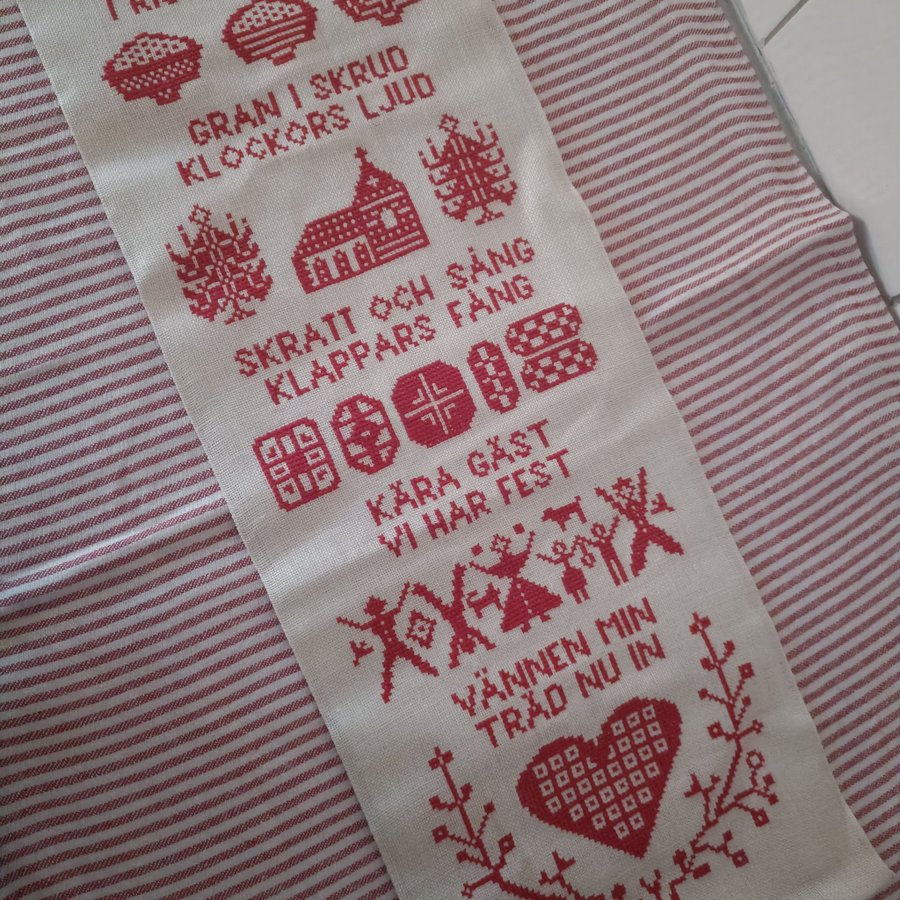 GRAN I SKRUD
KLOCKORS LJUD
SKRATT OCH SÅNG
KLAPPARS FÅNG
KÄRA GÄST
VI HAR FEST
VÄNNEN MIN
TRÄD NU IN